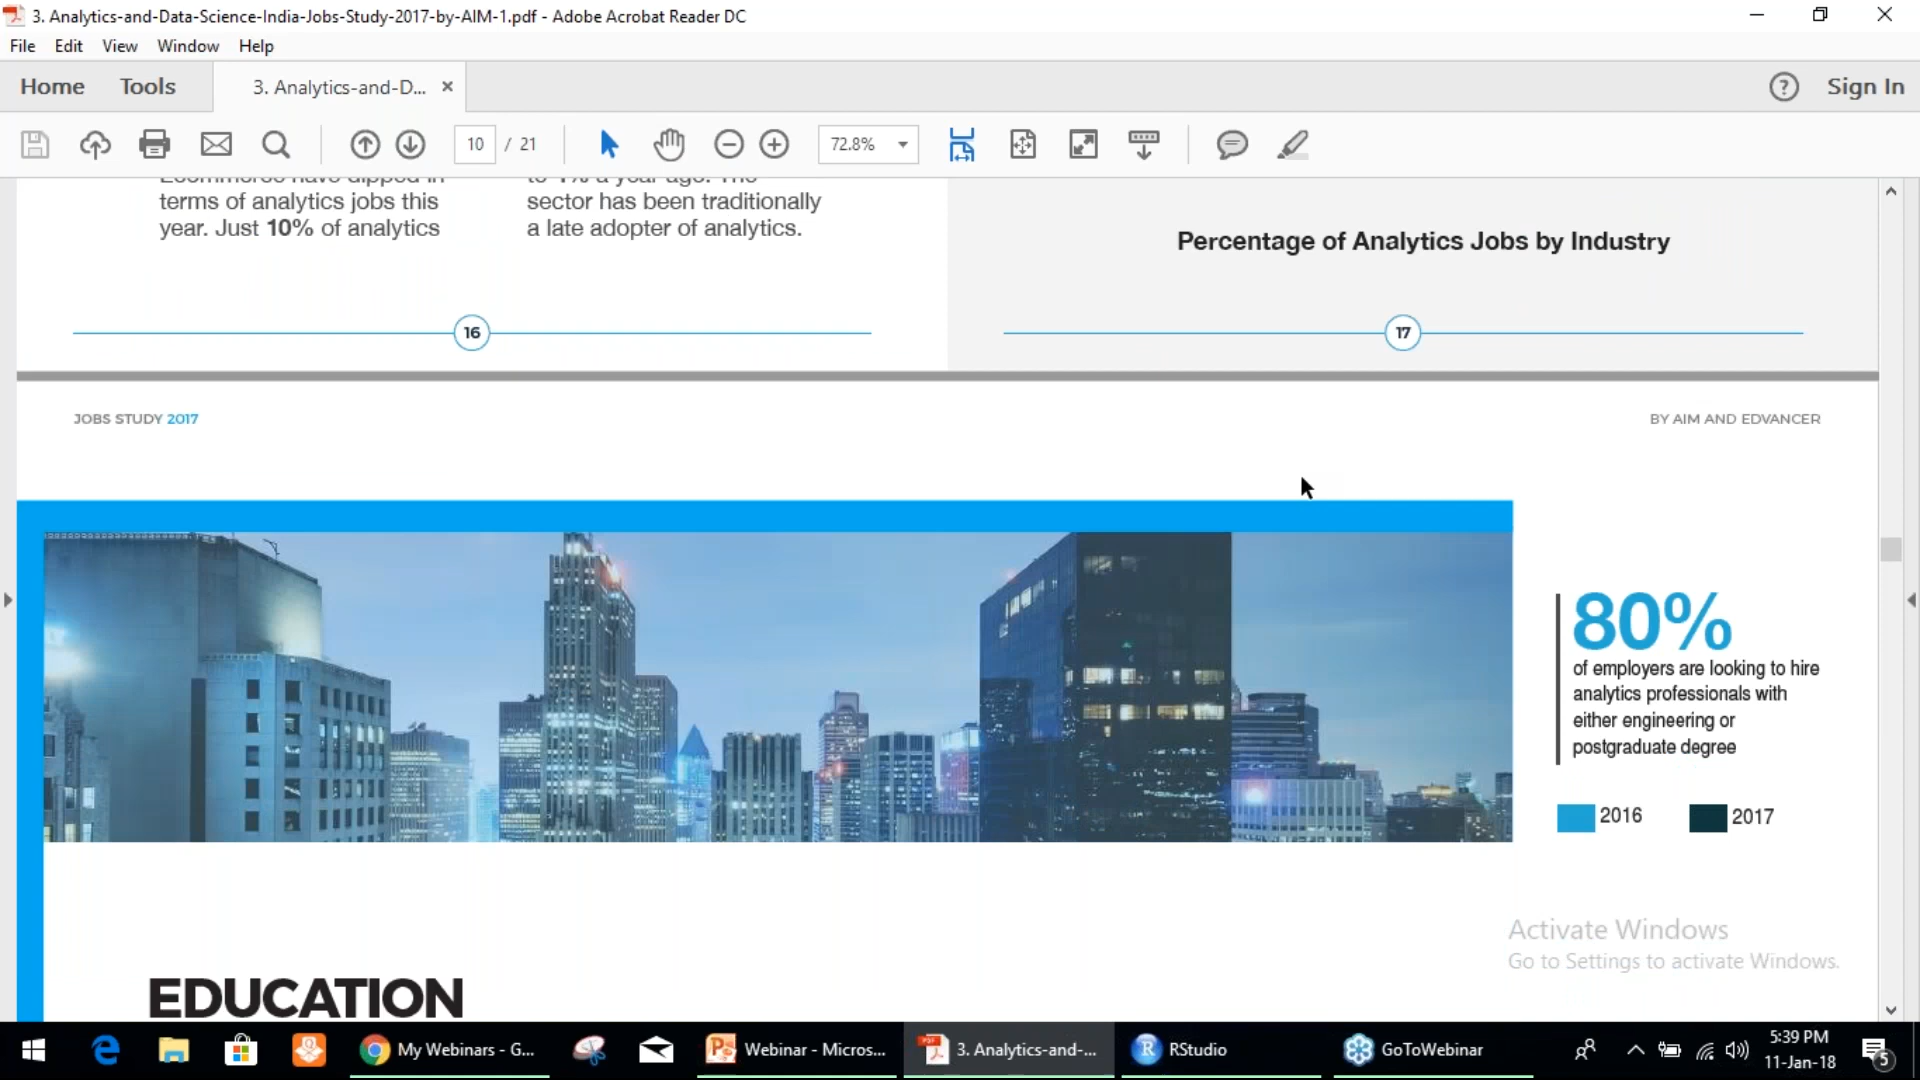 3. Analytics-and-Data-Science-India-Jobs-Study-2017-by-AIM-1.pdf - Adobe Acrobat Reader DC
File Edit View Window Help
Home Tools 3. Analytics-and-D... × ? Sign In
10 / 21 72.8%
terms of analytics jobs this
year. Just 10% of analytics
sector has been traditionally
a late adopter of analytics.
Percentage of Analytics Jobs by Industry
16
17
JOBS STUDY 2017
BY AIM AND EDVANCER
80%
of employers are looking to hire
analytics professionals with
either engineering or
postgraduate degree
2016 2017
EDUCATION
Activate Windows
Go to Settings to activate Windows.
My Webinars - G... Webinar - Micros... 3. Analytics-and-... RStudio GoToWebinar
5:39 PM
11-Jan-18
5